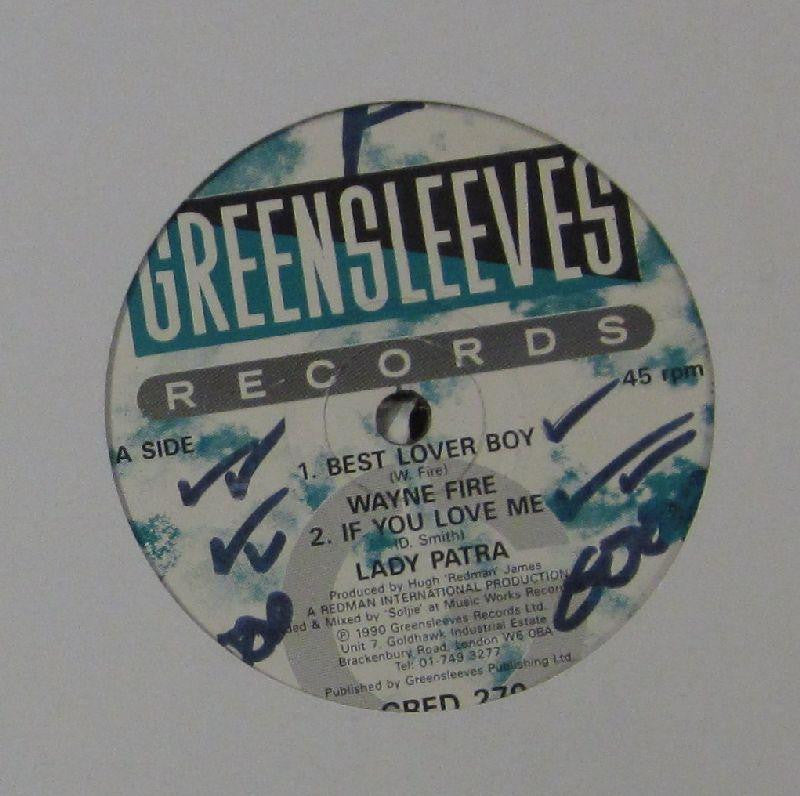 GREENSLEEVES
RECORDS
45 rpm
A SIDE
1. BEST LOVER BOY
(W. Fire)
WAYNE FIRE
2. IF YOU LOVE ME
(D. Smith)
LADY PATRA
Produced by Hugh 'Redman' James
A REDMAN INTERNATIONAL PRODUCTION
& Mixed by 'Soljie' at Music Works
℗ 1990 Greensleeves Records Ltd.
Unit 7, Goldhawk Industrial Estate
Brackenbury Road, London W6 0BA
Tel: 01-749 3277
Published by Greensleeves Publishing Ltd.
GRED 270